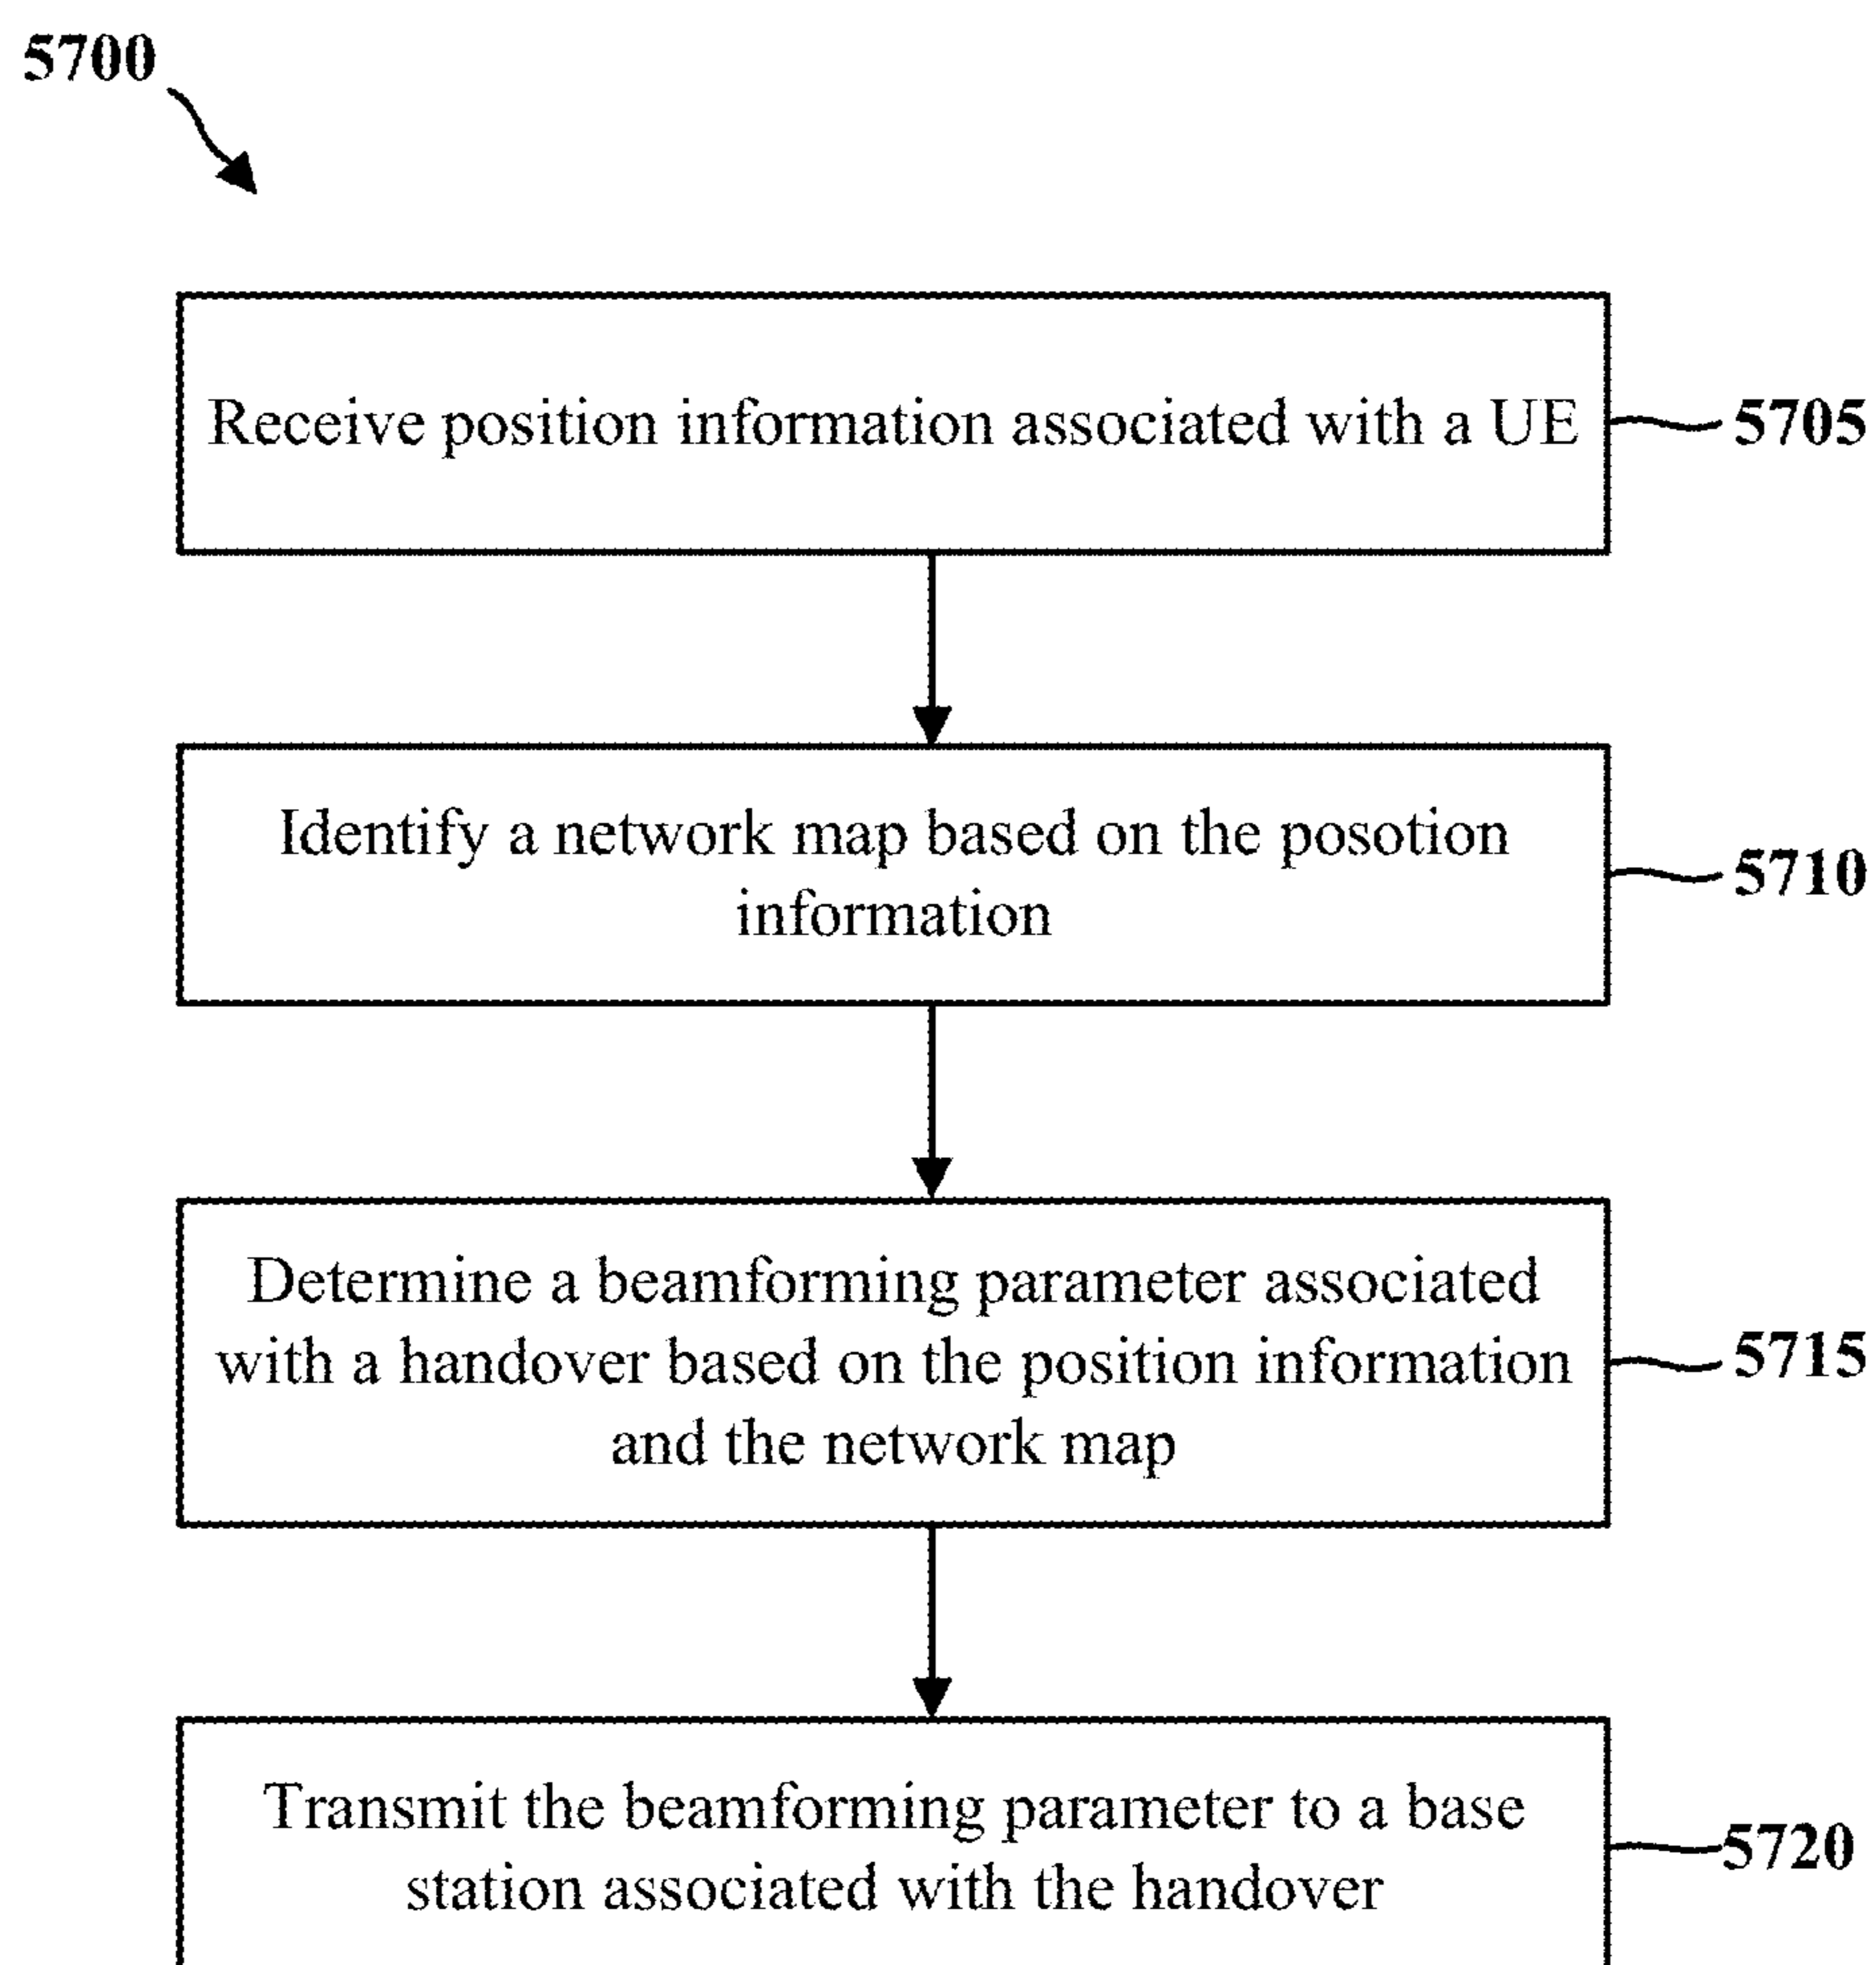 5700
Receive position information associated with a UE
5705
Identify a network map based on the posotion
information
5710
Determine a beamforming parameter associated
with a handover based on the position information
and the network map
5715
Transmit the beamforming parameter to a base
station associated with the handover
5720